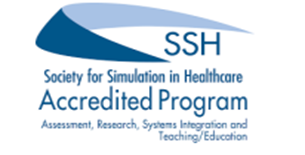 SSH
Society for Simulation in Healthcare
Accredited Program
Assessment, Research, Systems Integration and
Teaching/Education